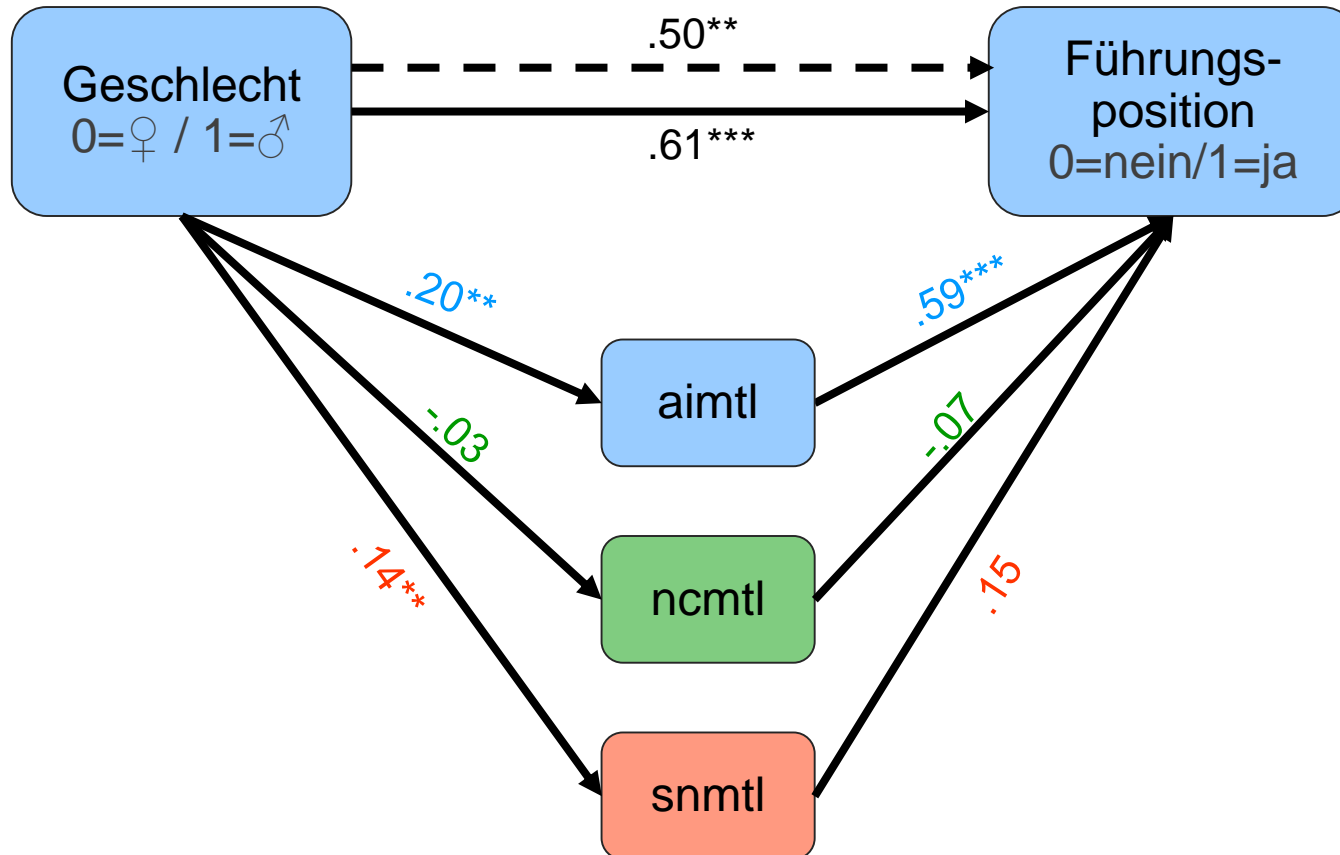 Geschlecht
0=♀ / 1=♂
.50**
.61***
Führungs-
position
0=nein/1=ja
.20**
.59***
aimtl
-.03
-.07
ncmtl
.14**
.15
snmtl